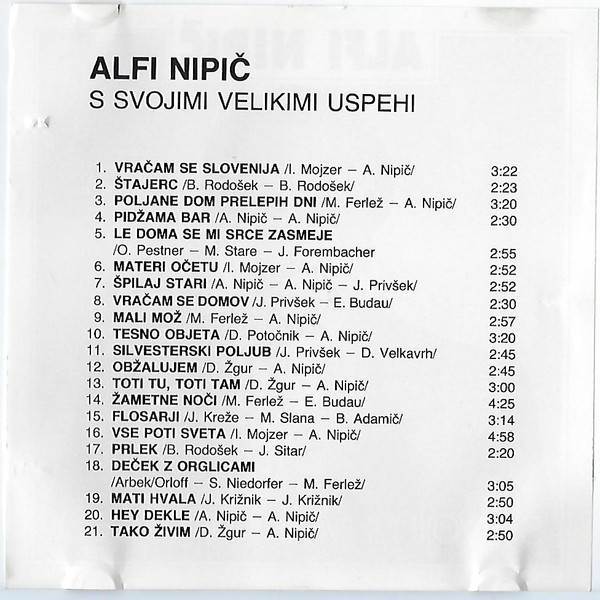 ALFI NIPIČ
S SVOJIMI VELIKIMI USPEHI
1. VRAČAM SE SLOVENIJA /I. Mojzer – A. Nipič/ 3:22
2. ŠTAJERC /B. Rodošek – B. Rodošek/ 2:23
3. POLJANE DOM PRELEPIH DNI /M. Ferlež – A. Nipič/ 3:20
4. PIDŽAMA BAR /A. Nipič – A. Nipič/ 2:30
5. LE DOMA SE MI SRCE ZASMEJE
/O. Pestner – M. Stare – J. Forembacher 2:55
6. MATERI OČETU /I. Mojzer – A. Nipič/ 2:52
7. ŠPILAJ STARI /A. Nipič – A. Nipič – J. Privšek/ 2:52
8. VRAČAM SE DOMOV /J. Privšek – E. Budau/ 2:30
9. MALI MOŽ /M. Ferlež – A. Nipič/ 2:57
10. TESNO OBJETA /D. Potočnik – A. Nipič/ 3:20
11. SILVESTERSKI POLJUB /J. Privšek – D. Velkavrh/ 2:45
12. OBŽALUJEM /D. Žgur – A. Nipič/ 2:45
13. TOTI TU, TOTI TAM /D. Žgur – A. Nipič/ 3:00
14. ŽAMETNE NOČI /M. Ferlež – E. Budau/ 4:25
15. FLOSARJI /J. Kreže – M. Slana – B. Adamič/ 3:14
16. VSE POTI SVETA /I. Mojzer – A. Nipič/ 4:58
17. PRLEK /B. Rodošek – J. Sitar/ 2:20
18. DEČEK Z ORGLICAMI
/Arbek/Orloff – S. Niedorfer – M. Ferlež/ 3:05
19. MATI HVALA /J. Križnik – J. Križnik/ 2:50
20. HEY DEKLE /A. Nipič – A. Nipič/ 3:04
21. TAKO ŽIVIM /D. Žgur – A. Nipič/ 2:50